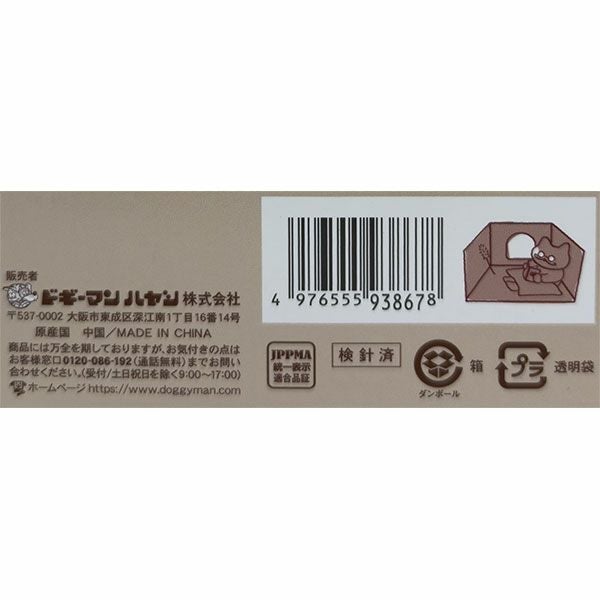 販売者
ドギーマンハヤシ株式会社
〒537-0002 大阪市東成区深江南1丁目16番14号
原産国　中国／MADE IN CHINA
商品には万全を期しておりますが、お気付きの点は
お客様窓口0120-086-192(通話無料)までお問い
合わせください。(受付/土日祝日を除く9:00~17:00)
ホームページ https://www.doggyman.com/
4 976555 938678
JPPMA
統一表示
適合品証
検針済
ダンボール
箱
プラ
透明袋